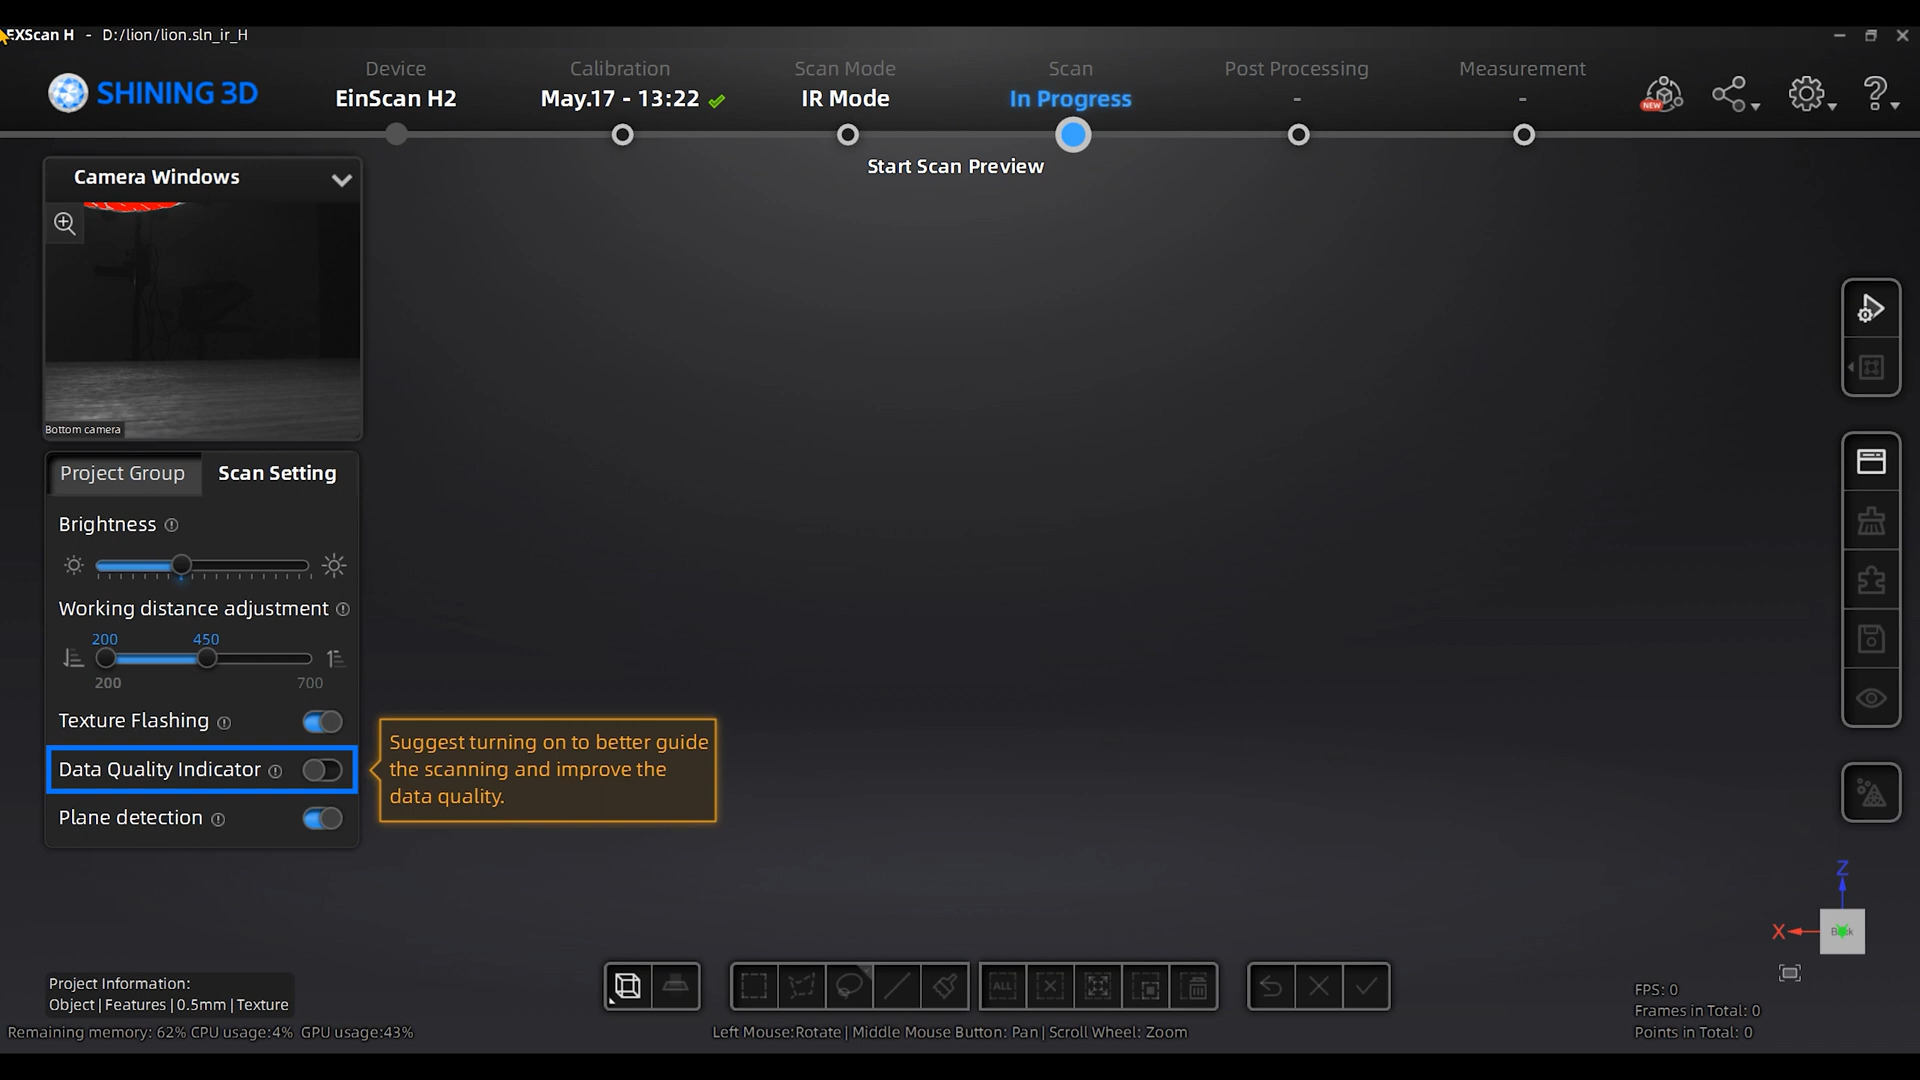 EXScan H - D:/lion/lion.sln_ir_H
SHINING 3D
Device
EinScan H2
Calibration
May.17 - 13:22
Scan Mode
IR Mode
Scan
In Progress
Post Processing
-
Measurement
-
NEW
Start Scan Preview
Camera Windows
Bottom camera
Project Group
Scan Setting
Brightness
Working distance adjustment
200 450
200 700
Texture Flashing
Data Quality Indicator
Suggest turning on to better guide
the scanning and improve the
data quality.
Plane detection
Z
X
Back
ALL
Project Information:
Object | Features | 0.5mm | Texture
Remaining memory: 62% CPU usage:4% GPU usage:43%
Left Mouse:Rotate | Middle Mouse Button: Pan | Scroll Wheel: Zoom
FPS: 0
Frames in Total: 0
Points in Total: 0